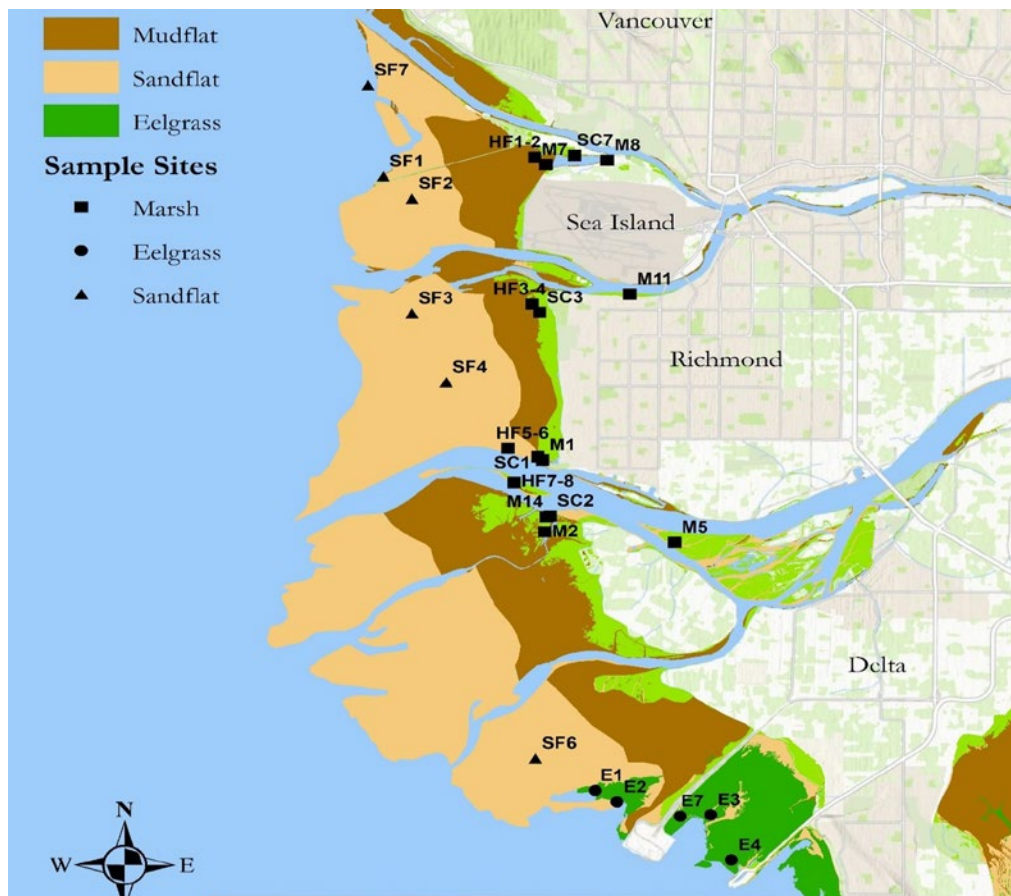 Vancouver
Mudflat
Sandflat
Eelgrass
Sample Sites
Marsh
Eelgrass
Sandflat
SF7
HF1-2
M7
SC7
M8
SF1
SF2
Sea Island
M11
HF3-4
SC3
SF3
Richmond
SF4
HF5-6
M1
SC1
HF7-8
M14
SC2
M2
M5
Delta
SF6
E1
E2
E7
E3
E4
N
W
E
S